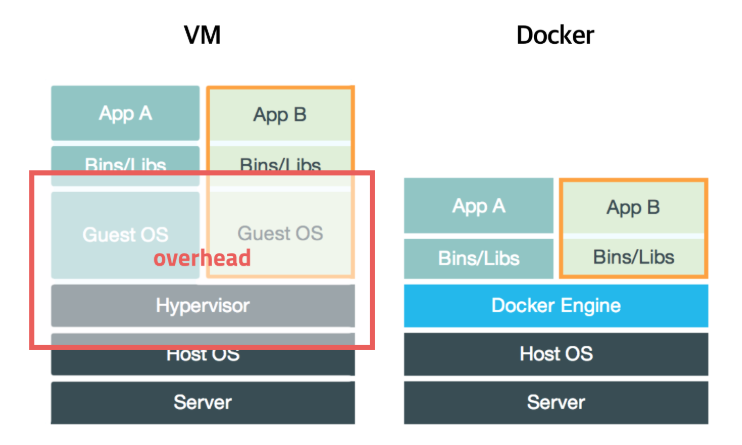 VM
Docker
App A
App B
Bins/Libs
Bins/Libs
Guest OS
Guest OS
overhead
Hypervisor
Host OS
Server
App A
App B
Bins/Libs
Bins/Libs
Docker Engine
Host OS
Server